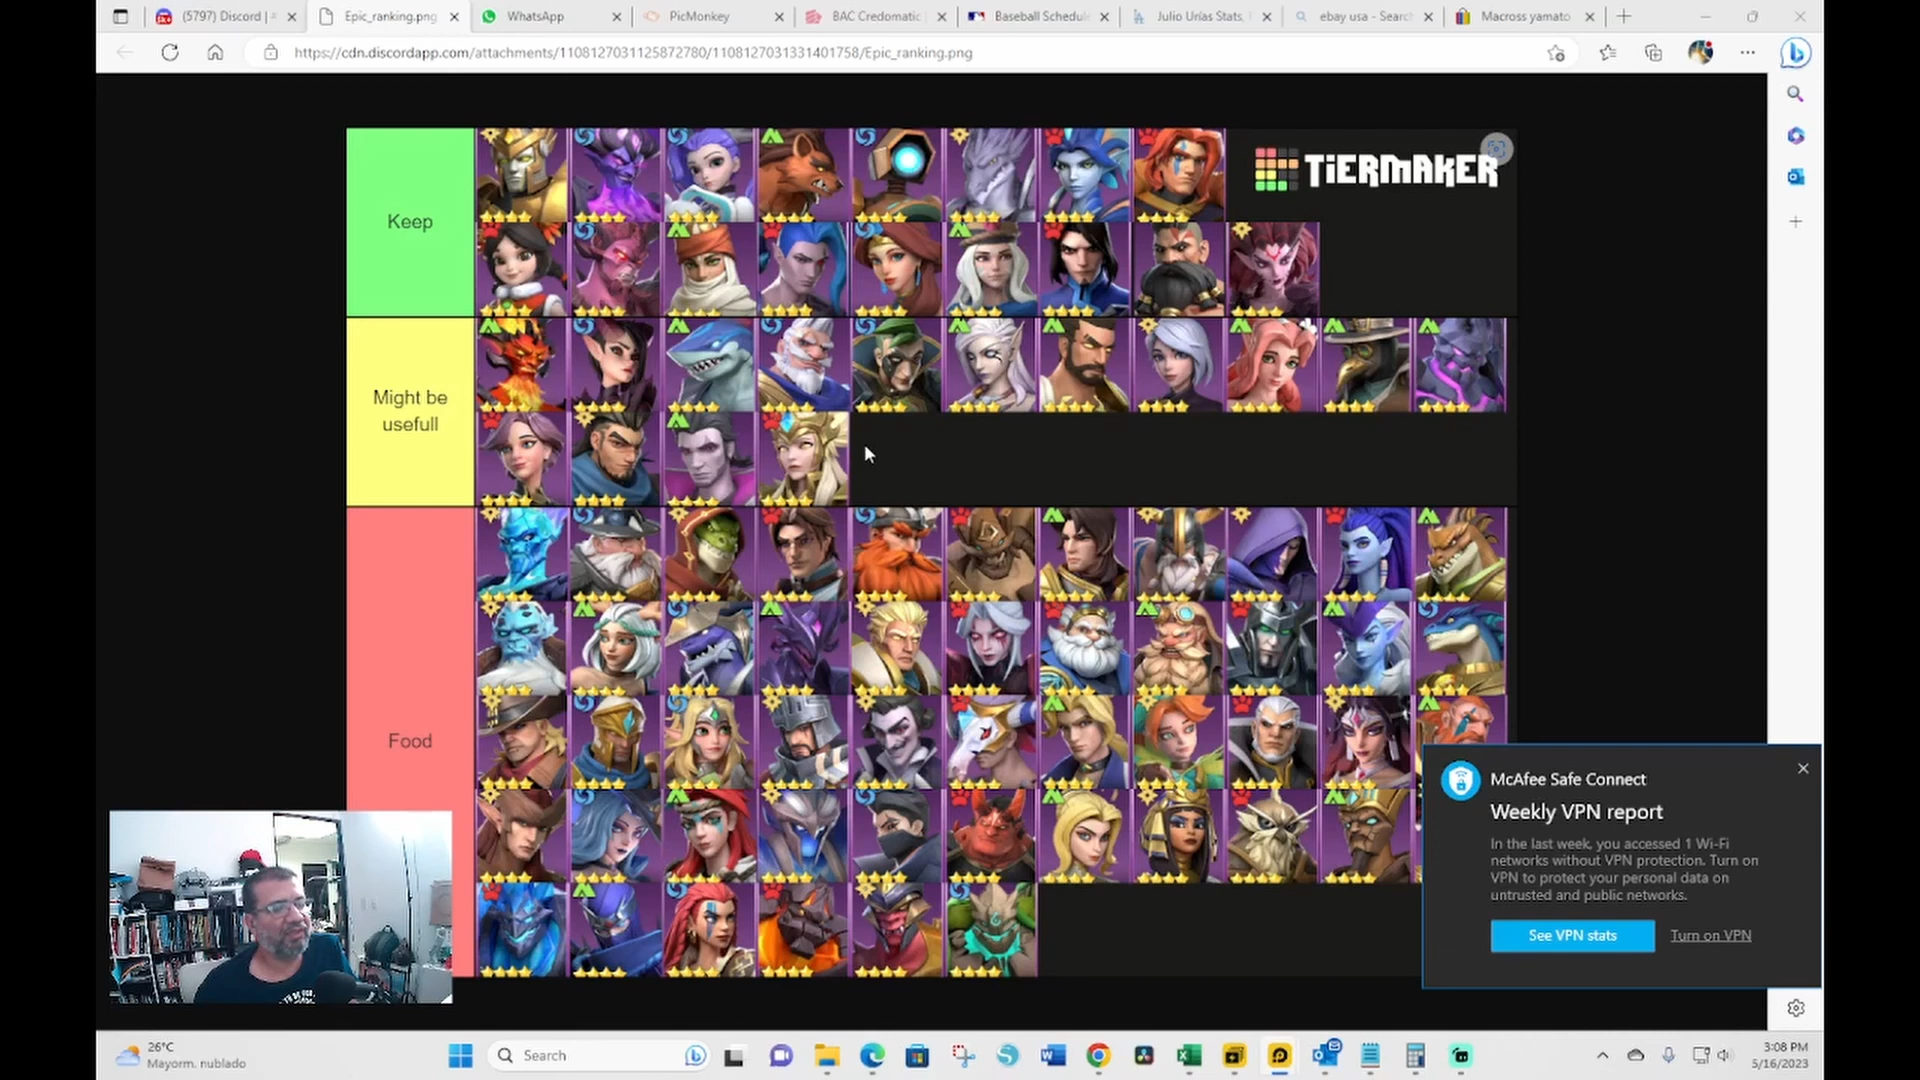 (5797) Discord | #
Epic_ranking.png
WhatsApp
PicMonkey
BAC Credomatic
Baseball Schedule
Julio Urías Stats,
ebay usa - Search
Macross yamato
https://cdn.discordapp.com/attachments/1108127031125872780/1108127031331401758/Epic_ranking.png
Keep
TiERMAKER
Might be
usefull
Food
McAfee Safe Connect
Weekly VPN report
In the last week, you accessed 1 Wi-Fi
networks without VPN protection. Turn on
VPN to protect your personal data on
untrusted and public networks.
See VPN stats
Turn on VPN
26°C
Mayorm. nublado
Search
3:08 PM
5/16/2023